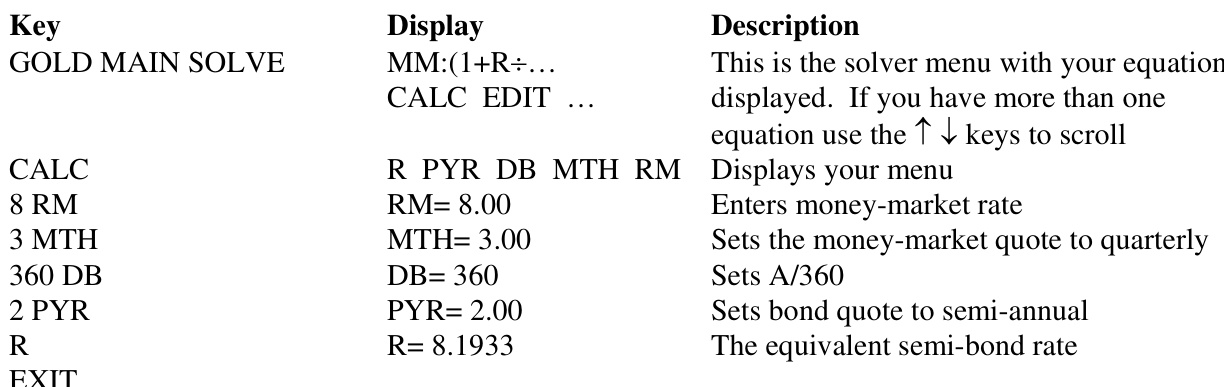 Key Display Description
GOLD MAIN SOLVE MM:(1+R÷… This is the solver menu with your equation
CALC EDIT … displayed. If you have more than one
equation use the ↑ ↓ keys to scroll
CALC R PYR DB MTH RM Displays your menu
8 RM RM= 8.00 Enters money-market rate
3 MTH MTH= 3.00 Sets the money-market quote to quarterly
360 DB DB= 360 Sets A/360
2 PYR PYR= 2.00 Sets bond quote to semi-annual
R R= 8.1933 The equivalent semi-bond rate
EXIT